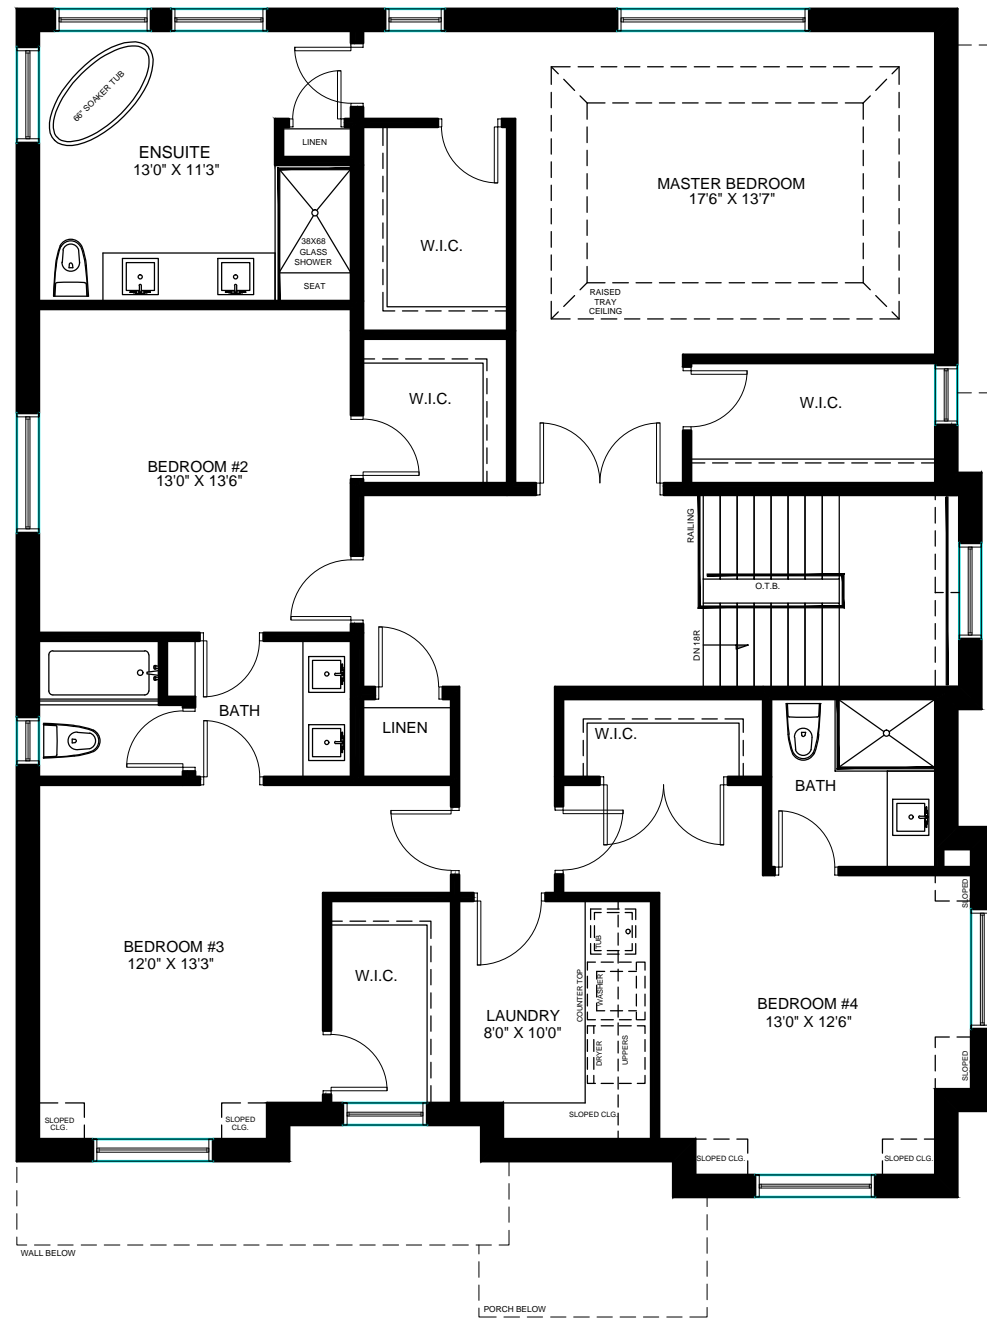 66" SOAKER TUB
ENSUITE
13'0" X 11'3"
LINEN
38X68
GLASS
SHOWER
SEAT
W.I.C.
MASTER BEDROOM
17'6" X 13'7"
RAISED
TRAY
CEILING
W.I.C.
W.I.C.
BEDROOM #2
13'0" X 13'6"
RAILING
O.T.B.
DN 18R
BATH
LINEN
W.I.C.
BATH
SLOPED
BEDROOM #3
12'0" X 13'3"
W.I.C.
LAUNDRY
8'0" X 10'0"
COUNTER TOP
TUB
WASHER
DRYER
UPPERS
SLOPED CLG.
BEDROOM #4
13'0" X 12'6"
SLOPED
SLOPED
CLG.
SLOPED
CLG.
SLOPED CLG.
SLOPED CLG.
WALL BELOW
PORCH BELOW